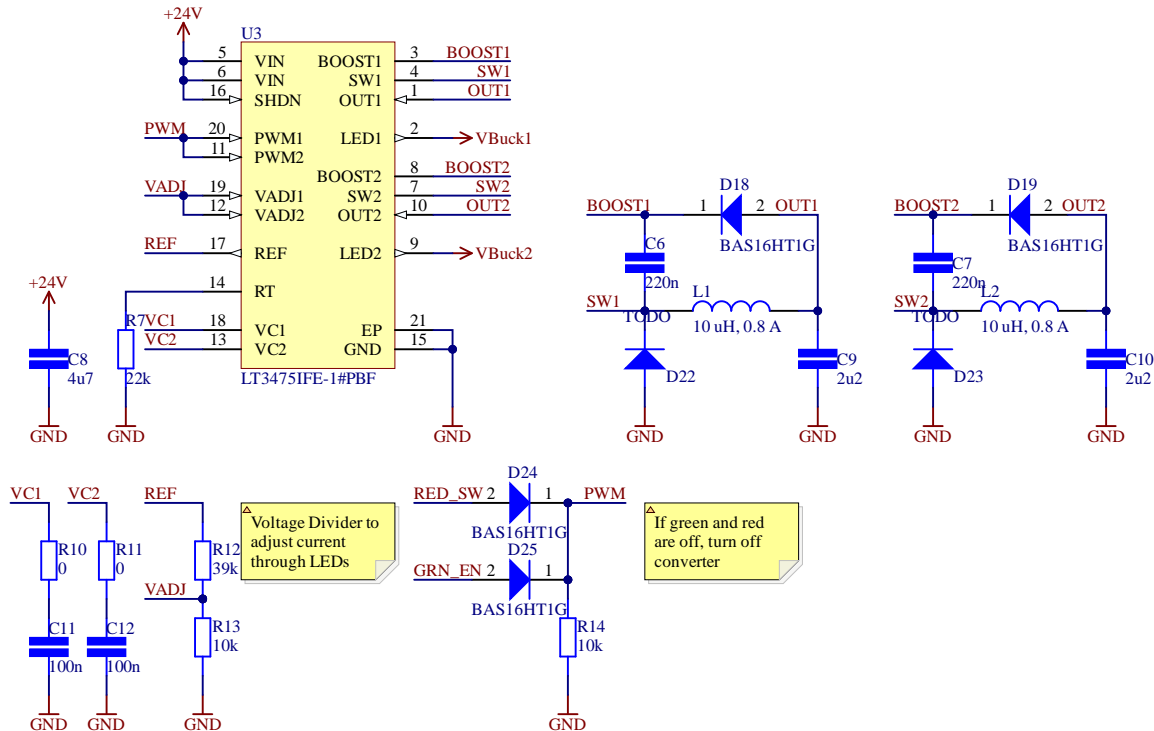 +24V
U3
5 VIN BOOST1 3 BOOST1
6 VIN SW1 4 SW1
16 SHDN OUT1 1 OUT1
PWM 20 PWM1 LED1 2 VBuck1
11 PWM2
BOOST2 8 BOOST2
VADJ 19 VADJ1 SW2 7 SW2
12 VADJ2 OUT2 10 OUT2
REF 17 REF LED2 9 VBuck2
14 RT
VC1 18 VC1 EP 21
VC2 13 VC2 GND 15
LT3475IFE-1#PBF
+24V
C8
4u7
GND
R7
22k
GND
GND
D18
BOOST1 1 2 OUT1
BAS16HT1G
C6
220n
SW1
TODO
L1
10 uH, 0.8 A
D22
C9
2u2
GND
GND
D19
BOOST2 1 2 OUT2
BAS16HT1G
C7
220n
SW2
TODO
L2
10 uH, 0.8 A
D23
C10
2u2
GND
GND
VC1
R10
0
C11
100n
GND
VC2
R11
0
C12
100n
GND
REF
R12
39k
VADJ
R13
10k
GND
Voltage Divider to
adjust current
through LEDs
D24
RED_SW 2 1 PWM
BAS16HT1G
D25
GRN_EN 2 1
BAS16HT1G
R14
10k
GND
If green and red
are off, turn off
converter